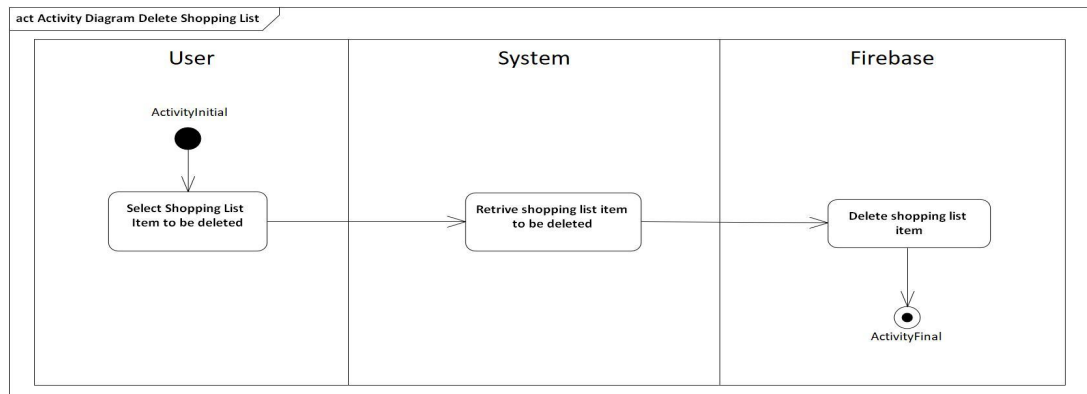 act Activity Diagram Delete Shopping List
User
System
Firebase
ActivityInitial
Select Shopping List
Item to be deleted
Retrive shopping list item
to be deleted
Delete shopping list
item
ActivityFinal